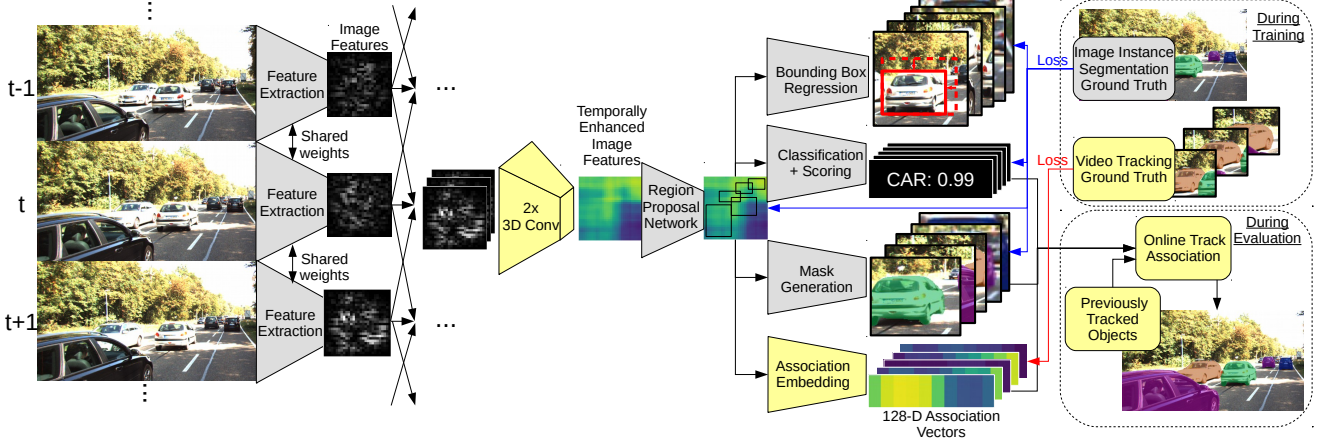 t-1
t
t+1
Feature
Extraction
Shared
weights
Feature
Extraction
Shared
weights
Feature
Extraction
Image
Features
...
...
2x
3D Conv
Temporally
Enhanced
Image
Features
Region
Proposal
Network
Bounding Box
Regression
Classification
+ Scoring
CAR: 0.99
Mask
Generation
Association
Embedding
128-D Association
Vectors
Loss
Loss
During
Training
Image Instance
Segmentation
Ground Truth
Video Tracking
Ground Truth
During
Evaluation
Online Track
Association
Previously
Tracked
Objects